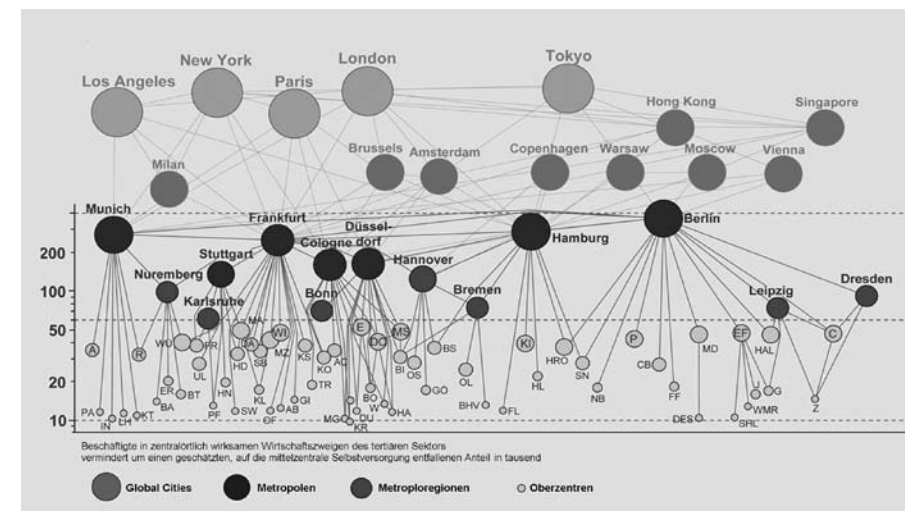 New York
London
Tokyo
Los Angeles
Paris
Hong Kong
Singapore
Brussels
Amsterdam
Copenhagen
Warsaw
Moscow
Vienna
Milan
Munich
Frankfurt
Düssel-
dorf
Cologne
Hamburg
Berlin
Stuttgart
Hannover
Nuremberg
Karlsruhe
Bonn
Bremen
Leipzig
Dresden
200
100
50
20
10
A
R
WÜ
FR
UL
MA
DA
WI
HD
SB
MZ
KS
KO
AC
E
DO
MS
BI
OS
BS
GÖ
OL
BHV
KI
HL
FL
HRO
SN
NB
P
CB
FF
MD
DES
EF
HAL
C
G
J
WMR
SHL
Z
ER
BT
BA
PA
IN
LH
KT
HN
PF
SW
KL
OF
AB
GI
TR
MG
KR
DU
W
BO
HA
Beschäftigte in zentralörtlich wirksamen Wirtschaftszweigen des tertiären Sektors
vermindert um einen geschätzten, auf die mittelzentrale Selbstversorgung entfallenen Anteil in tausend
Global Cities
Metropolen
Metroploregionen
Oberzentren